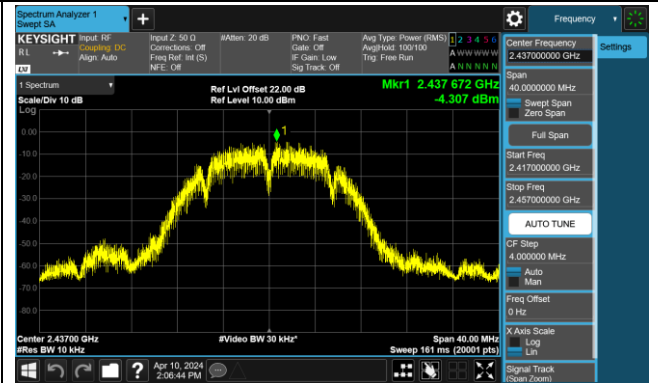 Spectrum Analyzer 1
Swept SA
+
Frequency
KEYSIGHT
RL
LXI
Input: RF
Coupling: DC
Align: Auto
Input Z: 50 Ω
Corrections: Off
Freq Ref: Int (S)
NFE: Off
#Atten: 20 dB
PNO: Fast
Gate: Off
IF Gain: Low
Sig Track: Off
Avg Type: Power (RMS)
Avg|Hold: 100/100
Trig: Free Run
1 2 3 4 5 6
A W W W W W
A N N N N N
1 Spectrum
Scale/Div 10 dB
Log
Ref Lvl Offset 22.00 dB
Ref Level 10.00 dBm
Mkr1 2.437 672 GHz
-4.307 dBm
1
0.00
-10.0
-20.0
-30.0
-40.0
-50.0
-60.0
-70.0
-80.0
Center 2.43700 GHz
#Res BW 10 kHz
#Video BW 30 kHz*
Span 40.00 MHz
Sweep 161 ms (20001 pts)
Center Frequency
2.437000000 GHz
Settings
Span
40.0000000 MHz
Swept Span
Zero Span
Full Span
Start Freq
2.417000000 GHz
Stop Freq
2.457000000 GHz
AUTO TUNE
CF Step
4.000000 MHz
Auto
Man
Freq Offset
0 Hz
X Axis Scale
Log
Lin
Signal Track
(Span Zoom)
?
Apr 10, 2024
2:06:44 PM